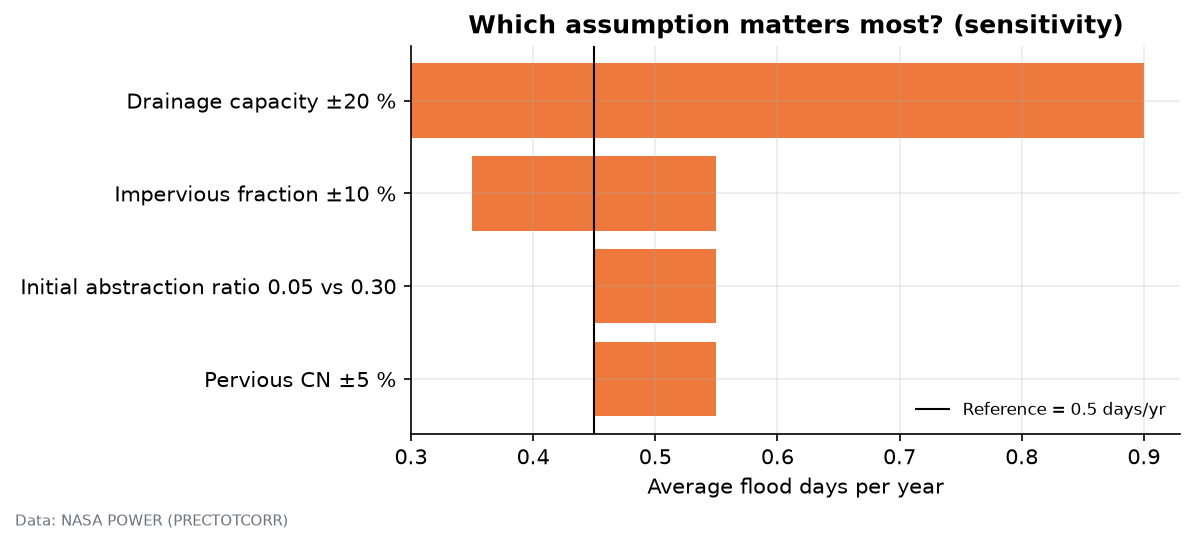 Which assumption matters most? (sensitivity)
Drainage capacity ±20 %
Impervious fraction ±10 %
Initial abstraction ratio 0.05 vs 0.30
Pervious CN ±5 %
Reference = 0.5 days/yr
0.3 0.4 0.5 0.6 0.7 0.8 0.9
Average flood days per year
Data: NASA POWER (PRECTOTCORR)